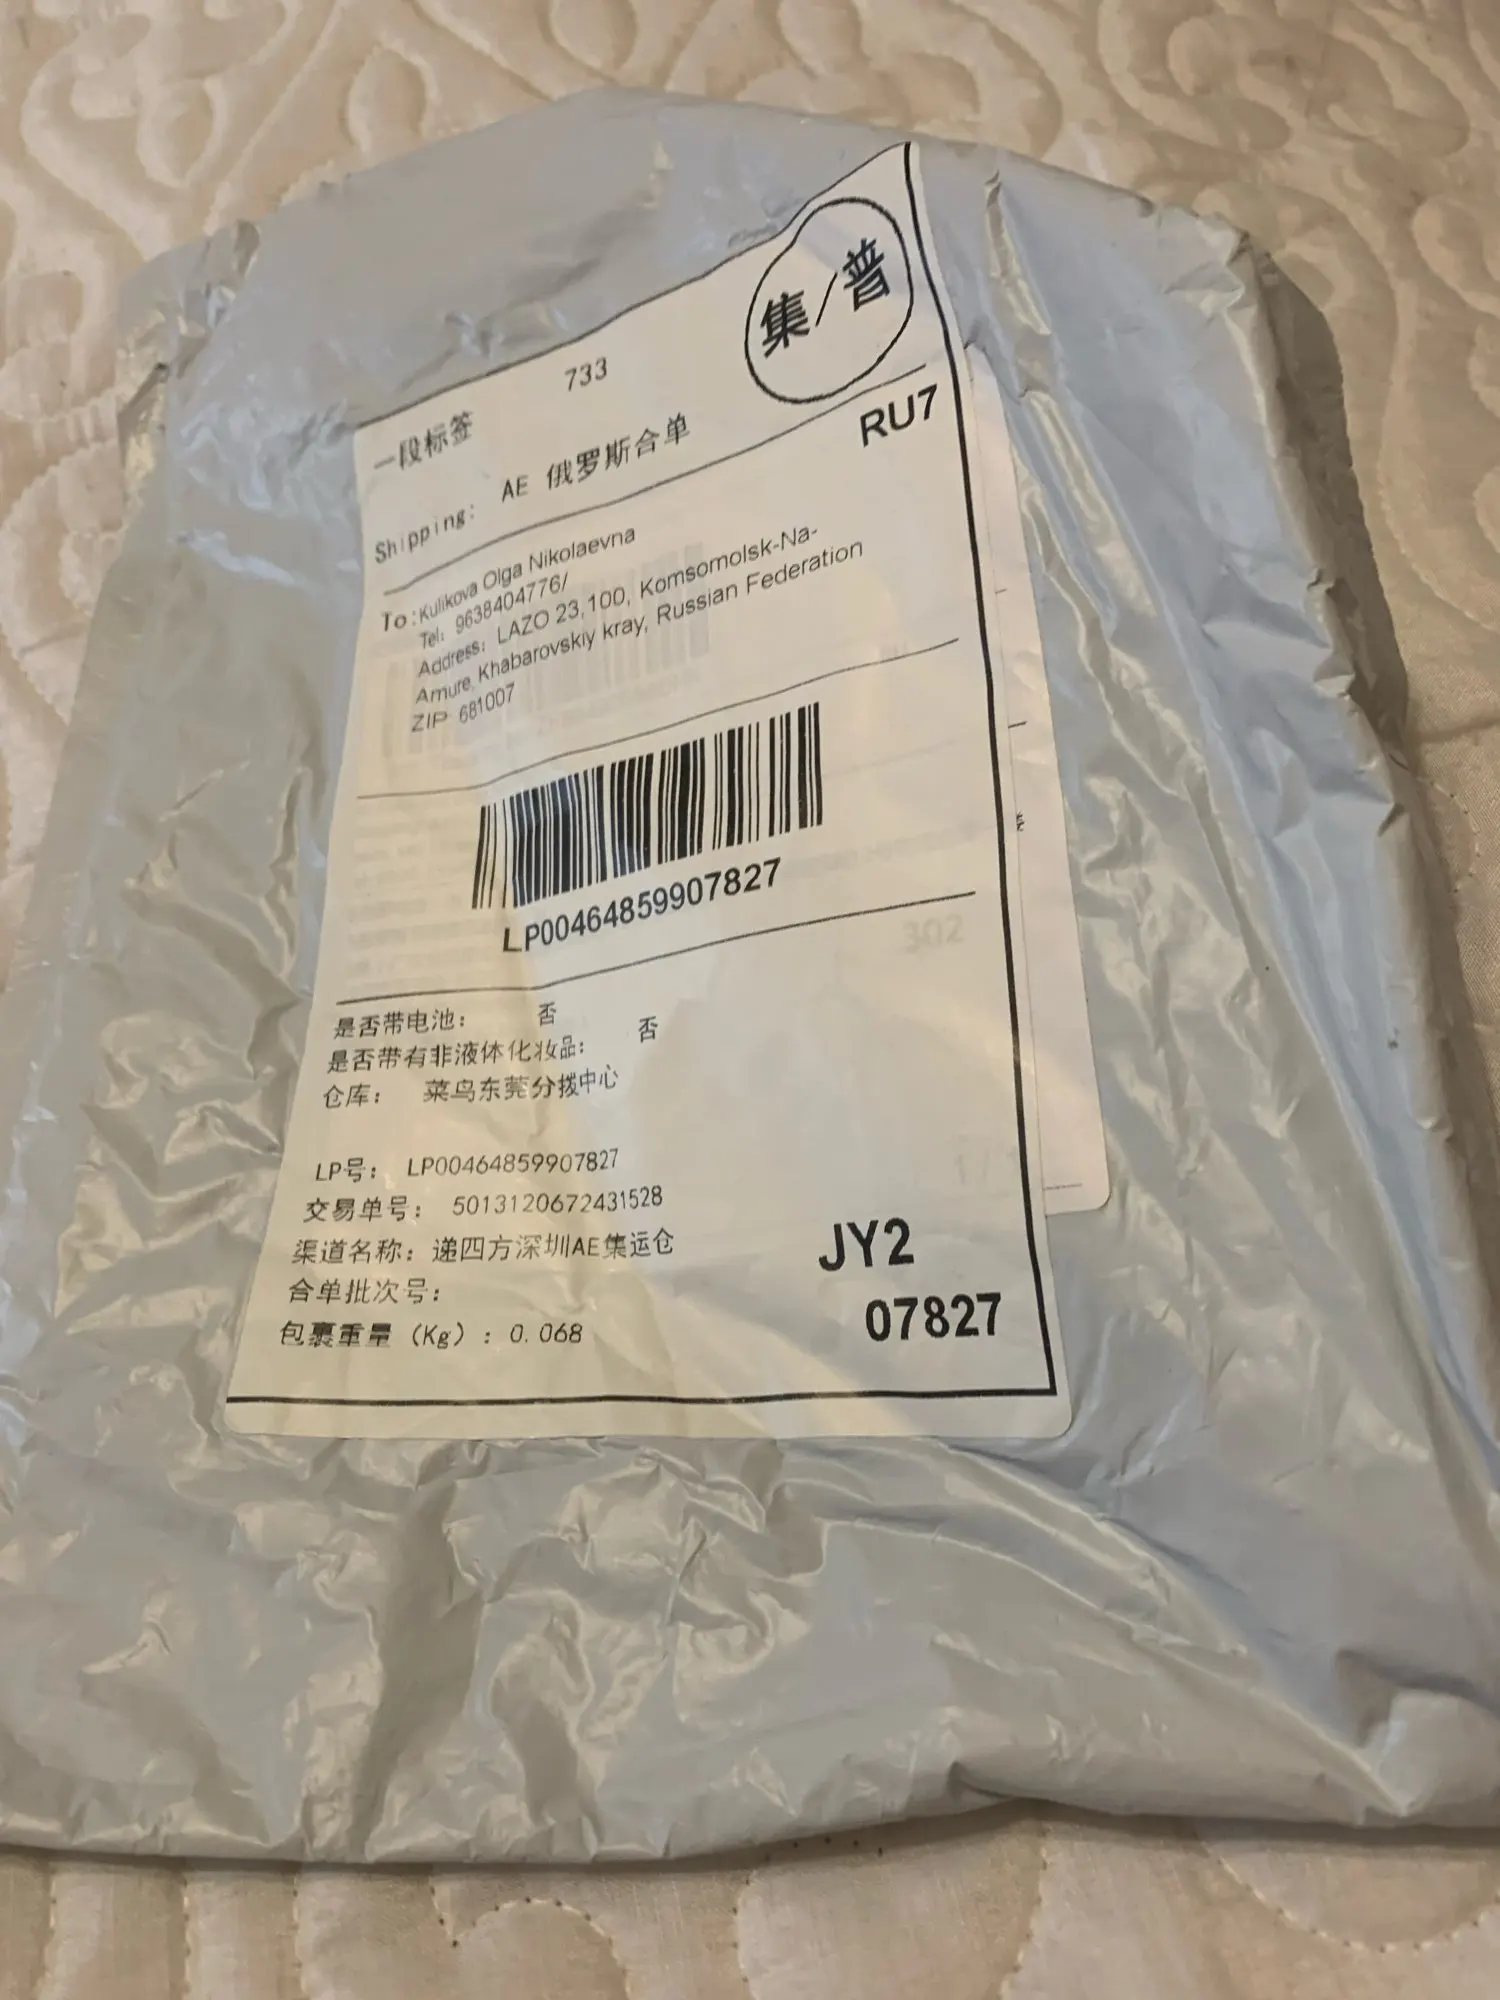 集/普
733
一段标签
Shipping: AE 俄罗斯合单
RU7
To:Kulikova Olga Nikolaevna
Tel: 9638404776/
Address: LAZO 23,100, Komsomolsk-Na-
Amure, Khabarovskiy kray, Russian Federation
ZIP 681007
LP00464859907827
302
是否带电池: 否
是否带有非液体化妆品: 否
仓库: 菜鸟东莞分拨中心
LP号: LP00464859907827
交易单号: 5013120672431528
渠道名称: 递四方深圳AE集运仓
合单批次号:
包裹重量 (Kg) : 0.068
JY2
07827